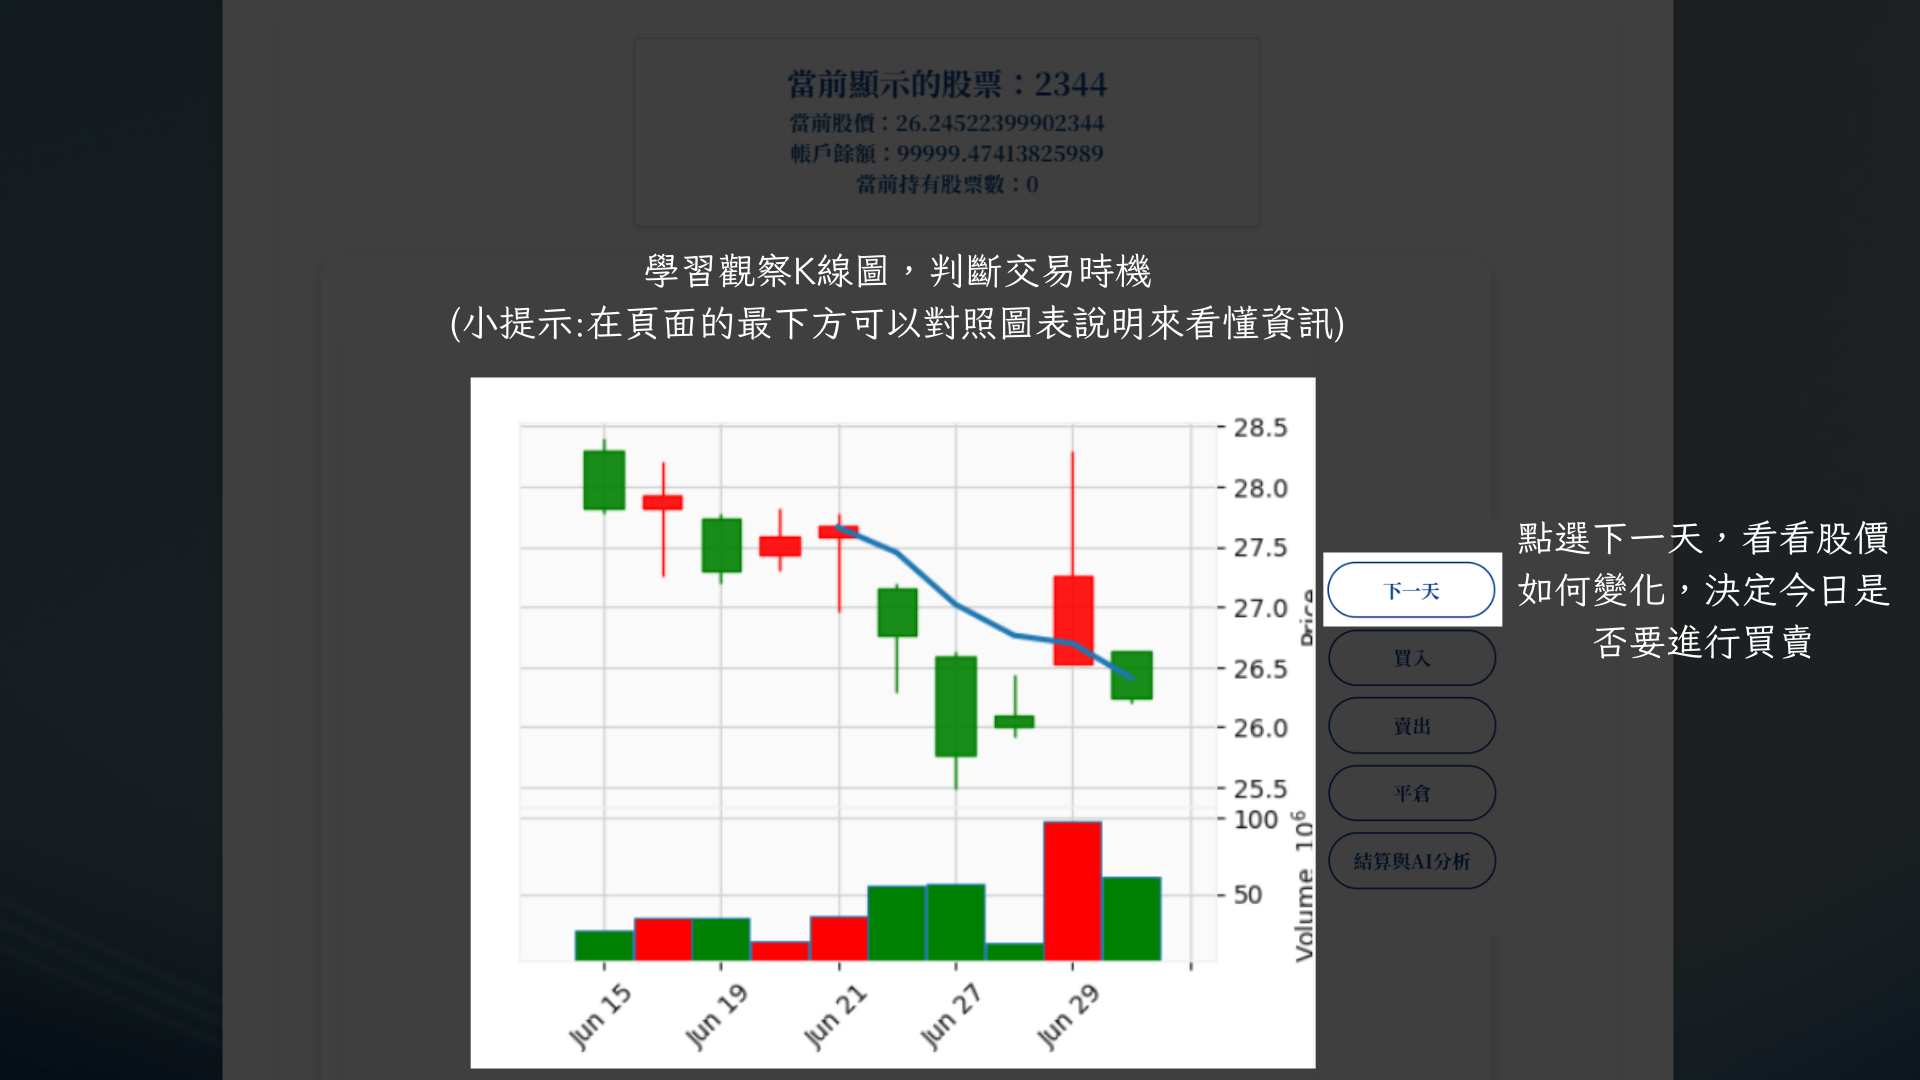 當前顯示的股票：2344
當前股價：26.24522399902344
帳戶餘額：99999.47413825989
當前持有股票數：0
學習觀察K線圖，判斷交易時機
(小提示:在頁面的最下方可以對照圖表說明來看懂資訊)
28.5
28.0
27.5
27.0
26.5
26.0
25.5
Price
100
50
Volume 10⁶
Jun 15
Jun 19
Jun 21
Jun 27
Jun 29
下一天
買入
賣出
平倉
結算與AI分析
點選下一天，看看股價
如何變化，決定今日是
否要進行買賣